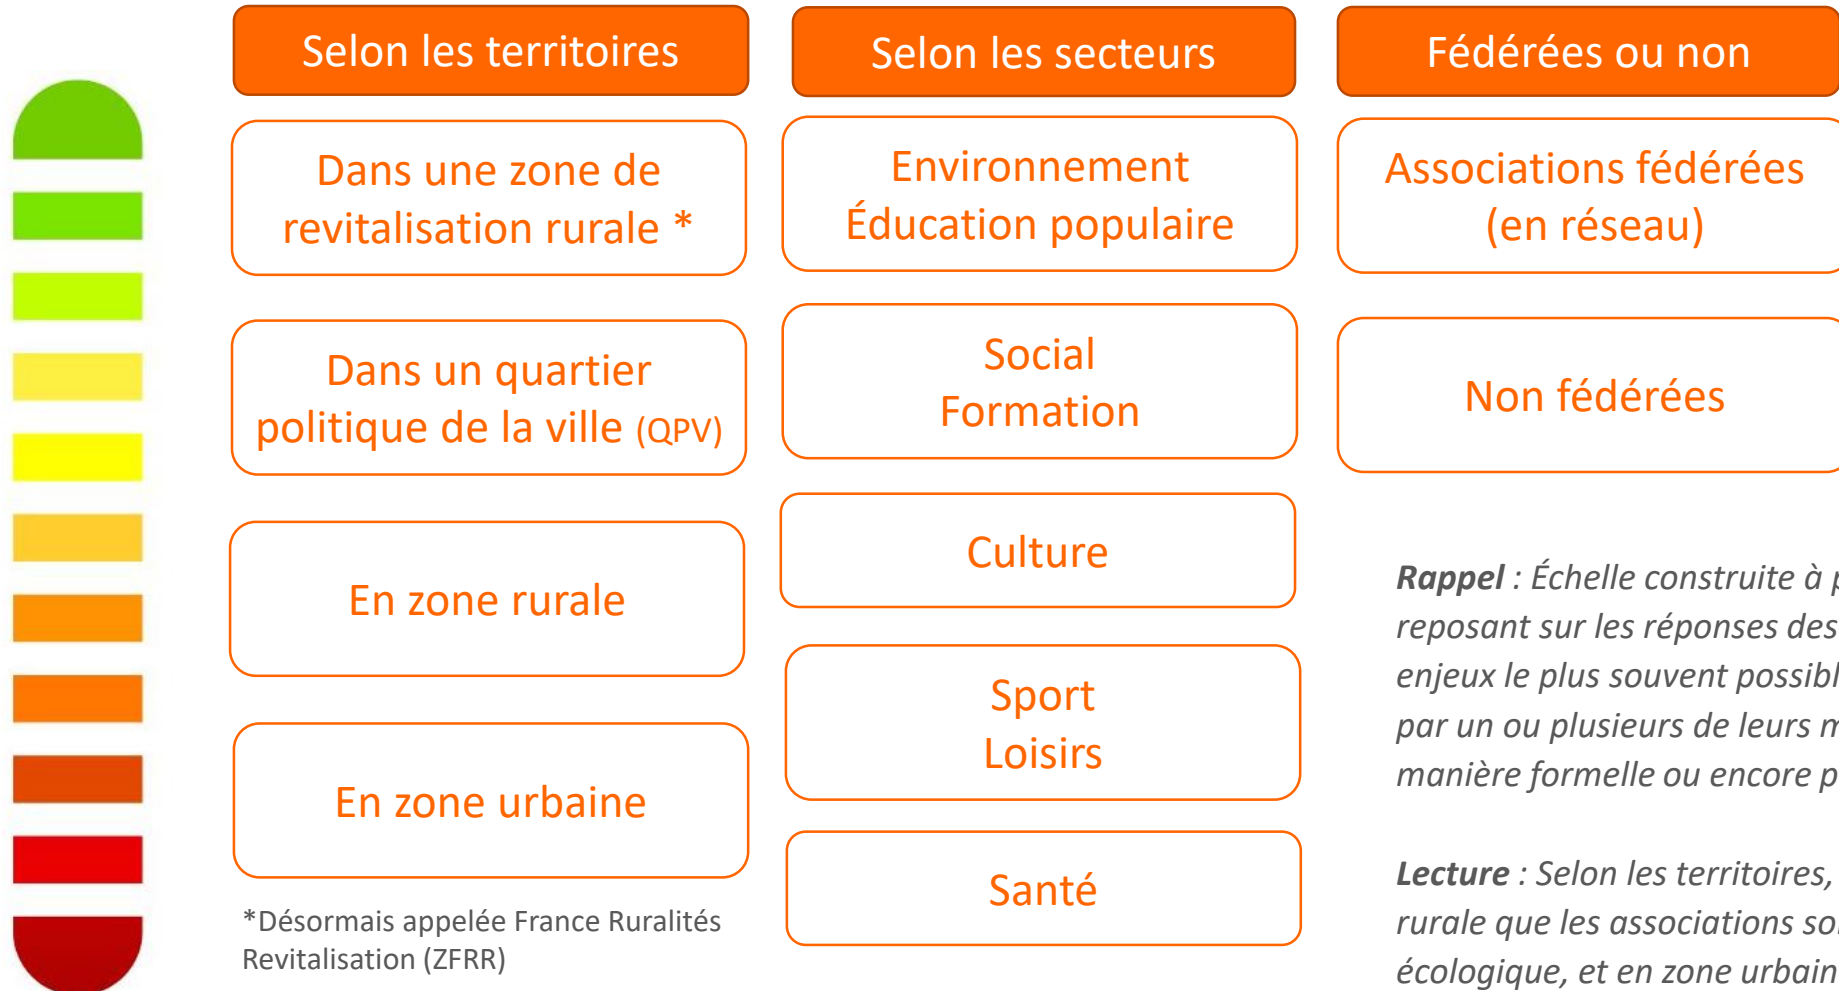 Selon les territoires
Dans une zone de
revitalisation rurale *
Dans un quartier
politique de la ville (QPV)
En zone rurale
En zone urbaine
*Désormais appelée France Ruralités
Revitalisation (ZFRR)
Selon les secteurs
Environnement
Éducation populaire
Social
Formation
Culture
Sport
Loisirs
Santé
Fédérées ou non
Associations fédérées
(en réseau)
Non fédérées
Rappel : Échelle construite à
reposant sur les réponses des
enjeux le plus souvent
par un ou plusieurs de leurs
manière formelle ou encore
Lecture : Selon les territoires,
rurale que les associations
écologique, et en zone